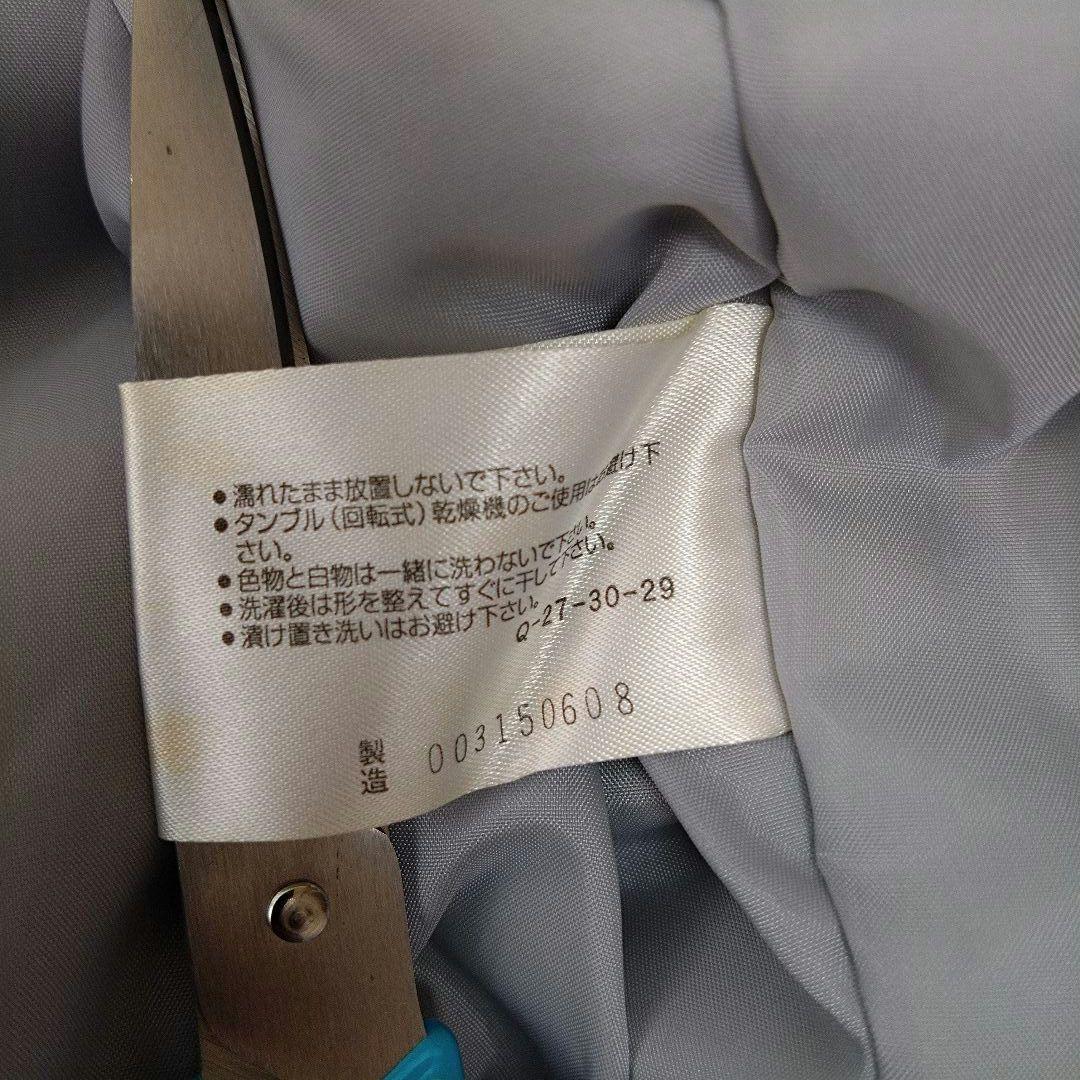 ●濡れたまま放置しないで下さい。
●タンブル(回転式)乾燥機のご使用はお避け下
さい。
●色物と白物は一緒に洗わないで下さい。
●洗濯後は形を整えてすぐに干して下さい。
●漬け置き洗いはお避け下さい。
Q-27-30-29
製造 003150608